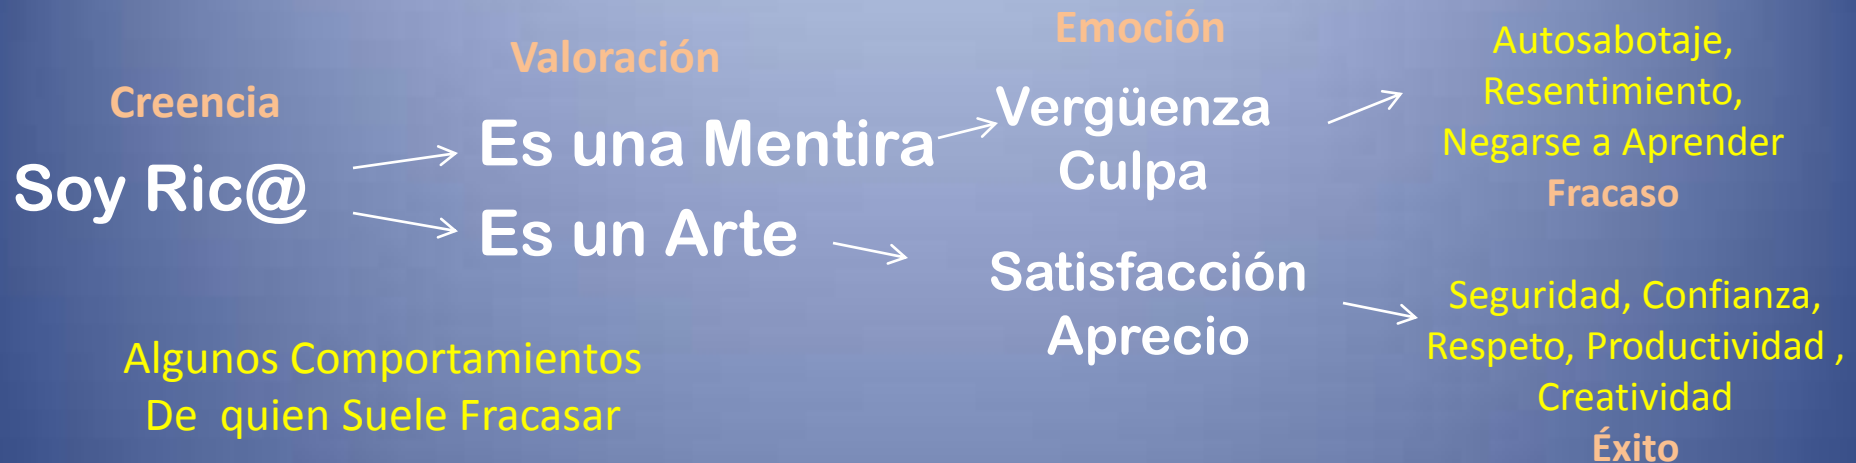 Creencia
Soy Ric@
Valoración
Es una Mentira
Es un Arte
Emoción
Vergüenza
Culpa
Satisfacción
Aprecio
Autosabotaje,
Resentimiento,
Negarse a Aprender
Fracaso
Seguridad, Confianza,
Respeto, Productividad ,
Creatividad
Éxito
Algunos Comportamientos
De quien Suele Fracasar